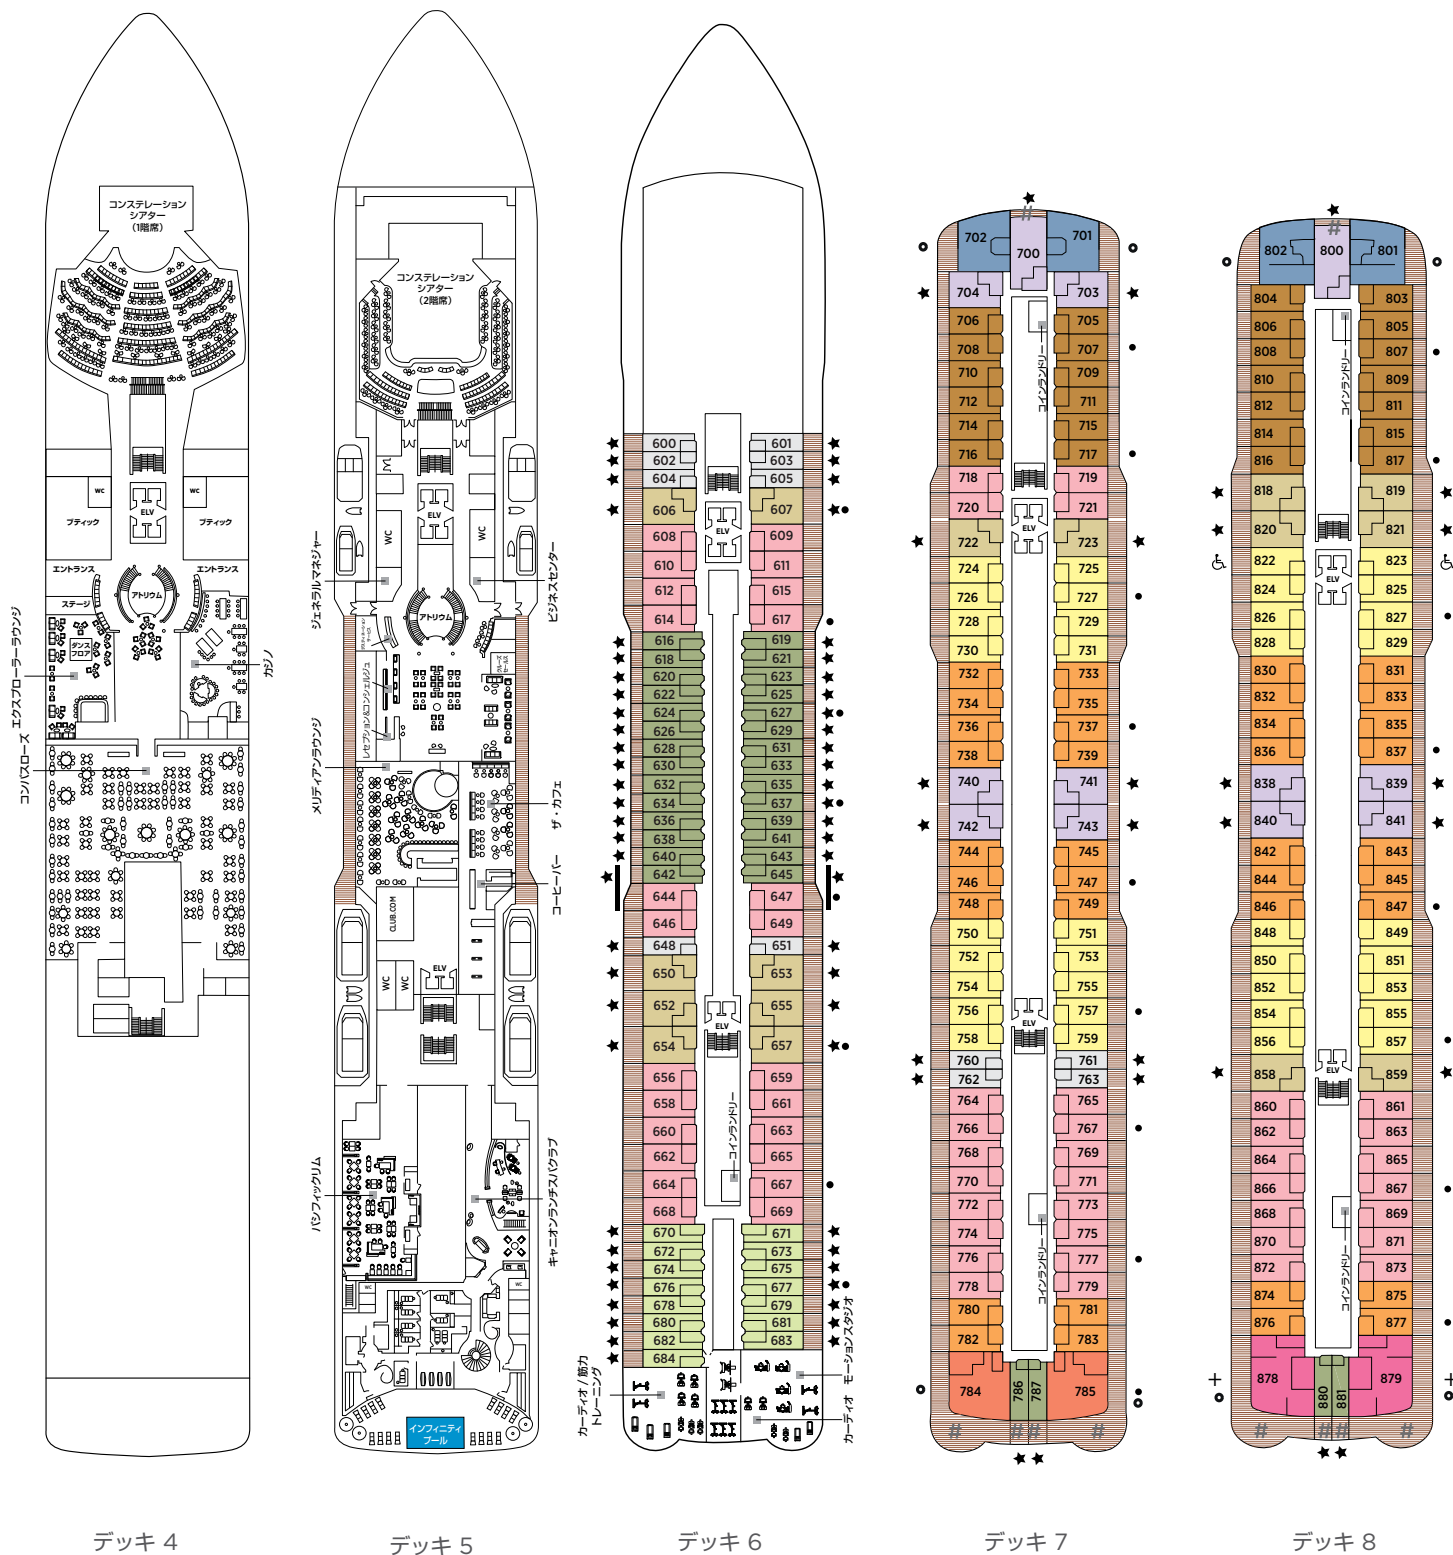 コンステレーション
シアター
(1階席)
WC
WC
ELV
ブティック
ブティック
エントランス
エントランス
アトリウム
ステージ
ダンス
フロア
エクスプローラーラウンジ
カジノ
コンパスローズ
デッキ 4
コンステレーション
シアター
(2階席)
ELV
WC
WC
ジェネラルマネジャー
ビジネスセンター
アトリウム
クルーズ
セールス
レセプション&コンシェルジュ
メリディアンラウンジ
ザ・カフェ
コーヒーバー
CLUB.COM
ELV
WC
WC
パシフィックリム
キャニオンランチスパクラブ
WC
WC
インフィニティ
プール
デッキ 5
600 601
602 603
604 605
606 607
ELV
608 609
610 611
612 615
614 617
616 619
618 621
620 623
622 625
624 627
626 629
628 631
630 633
632 635
634 637
636 639
638 641
640 643
642 645
644 647
646 649
648 651
650 653
652 655
ELV
654 657
656 659
658 661
660 663
662 665
コインランドリー
664 667
668 669
670 671
672 673
674 675
676 677
678 679
680 681
682 683
684
カーディオ / 筋力
トレーニング
カーディオ モーションスタジオ
デッキ 6
#
702 701
700
704 703
706 705
708 707
コインランドリー
710 709
712 711
714 715
716 717
718 719
720 721
ELV
722 723
724 725
726 727
728 729
730 731
732 733
734 735
736 737
738 739
740 741
742 743
744 745
746 747
748 749
750 751
752 753
754 755
756 757
ELV
758 759
760 761
762 763
764 765
766 767
768 769
770 771
772 773
774 775
コインランドリー
776 777
778 779
780 781
782 783
784 786 787 785
# # # #
デッキ 7
#
802 800 801
804 803
806 805
808 807
コインランドリー
810 809
812 811
814 815
816 817
818 819
820 821
822 823
ELV
824 825
826 827
828 829
830 831
832 833
834 835
836 837
838 839
840 841
842 843
844 845
846 847
848 849
850 851
852 853
854 855
856 857
ELV
858 859
860 861
862 863
864 865
866 867
868 869
870 871
コインランドリー
872 873
874 875
876 877
878 880 881 879
# # # #
デッキ 8